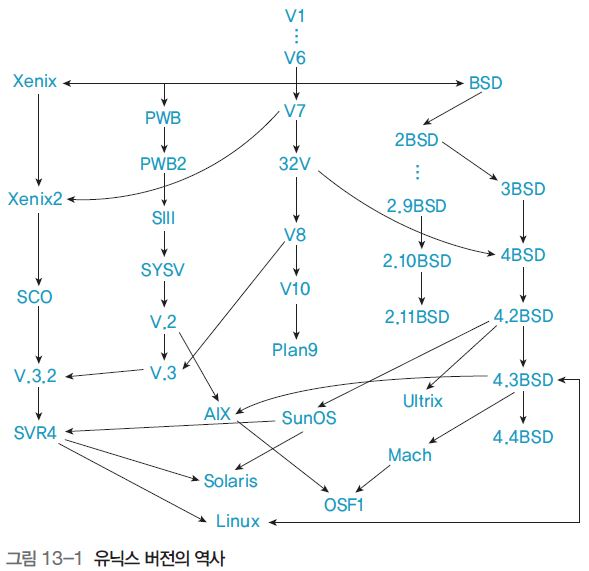 V1
⋮
V6
Xenix
BSD
PWB
V7
2BSD
PWB2
32V
⋮
Xenix2
3BSD
SIII
2.9BSD
V8
SYSV
2.10BSD
4BSD
SCO
V10
V.2
2.11BSD
4.2BSD
Plan9
V.3.2
V.3
4.3BSD
Ultrix
AIX
SunOS
SVR4
4.4BSD
Mach
Solaris
OSF1
Linux
그림 13-1 유닉스 버전의 역사